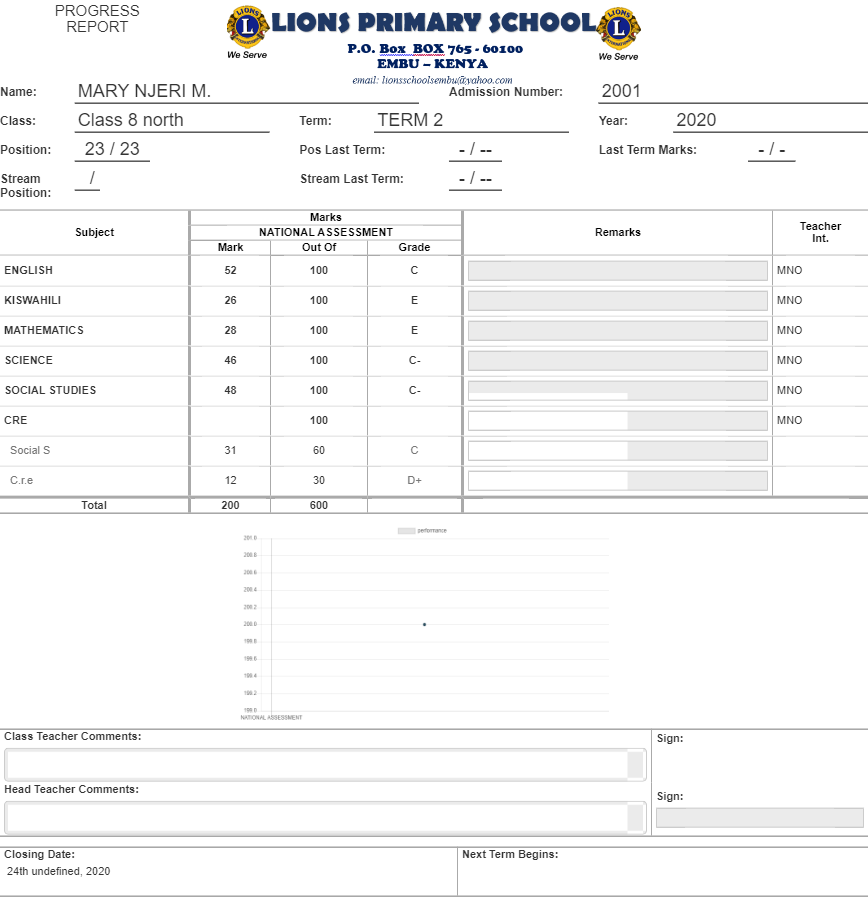 PROGRESS
REPORT
LIONS
L
LIONS PRIMARY SCHOOL
LIONS
L
We Serve
We Serve
P.O. Box BOX 765 - 60100
EMBU – KENYA
email: lionsschoolsembu@yahoo.com
Name: MARY NJERI M. Admission Number: 2001
Class: Class 8 north Term: TERM 2 Year: 2020
Position: 23 / 23 Pos Last Term: - / -- Last Term Marks: - / -
Stream Position: / Stream Last Term: - / --
Subject Marks Remarks Teacher Int.
NATIONAL ASSESSMENT
Mark Out Of Grade
ENGLISH 52 100 C MNO
KISWAHILI 26 100 E MNO
MATHEMATICS 28 100 E MNO
SCIENCE 46 100 C- MNO
SOCIAL STUDIES 48 100 C- MNO
CRE 100 MNO
Social S 31 60 C
C.r.e 12 30 D+
Total 200 600
performance
201.0
200.8
200.6
200.4
200.2
200.0
199.8
199.6
199.4
199.2
199.0
NATIONAL ASSESSMENT
Class Teacher Comments: Sign:
Head Teacher Comments: Sign:
Closing Date: Next Term Begins:
24th undefined, 2020